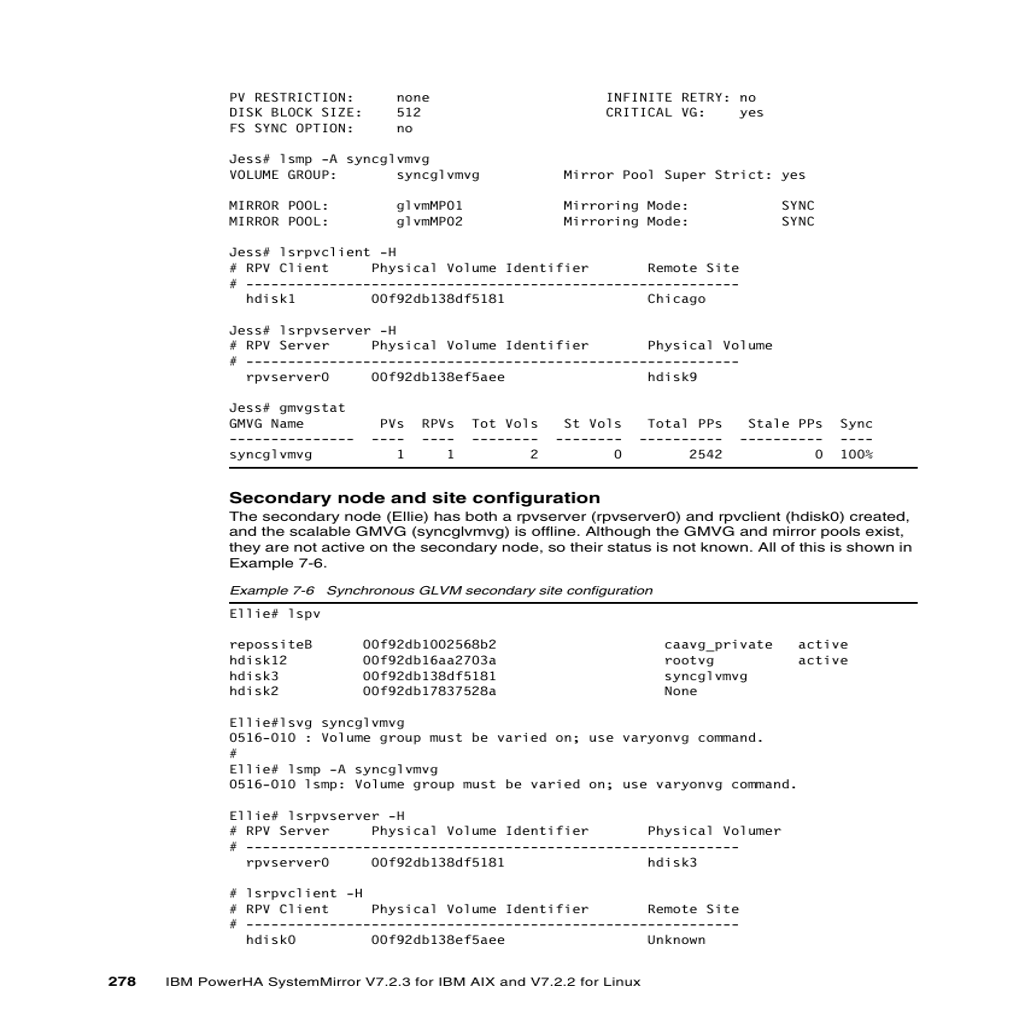 PV RESTRICTION:     none                     INFINITE RETRY: no
DISK BLOCK SIZE:    512                      CRITICAL VG:    yes
FS SYNC OPTION:     no
Jess# lsmp -A syncglvmvg
VOLUME GROUP:       syncglvmvg          Mirror Pool Super Strict: yes
MIRROR POOL:        glvmMP01            Mirroring Mode:           SYNC
MIRROR POOL:        glvmMP02            Mirroring Mode:           SYNC
Jess# lsrpvclient -H
# RPV Client     Physical Volume Identifier       Remote Site
# -----------------------------------------------------------
  hdisk1         00f92db138df5181                 Chicago
Jess# lsrpvserver -H
# RPV Server     Physical Volume Identifier       Physical Volume
# -----------------------------------------------------------
  rpvserver0     00f92db138ef5aee                 hdisk9
Jess# gmvgstat
GMVG Name         PVs  RPVs  Tot Vols   St Vols   Total PPs   Stale PPs  Sync
---------------  ----  ----  --------  --------  ----------  ----------  ----
syncglvmvg          1     1         2         0        2542           0  100%
Secondary node and site configuration
The secondary node (Ellie) has both a rpvserver (rpvserver0) and rpvclient (hdisk0) created,
and the scalable GMVG (syncglvmvg) is offline. Although the GMVG and mirror pools exist,
they are not active on the secondary node, so their status is not known. All of this is shown in
Example 7-6.
Example 7-6   Synchronous GLVM secondary site configuration
Ellie# lspv
repossiteB      00f92db1002568b2                    caavg_private   active
hdisk12         00f92db16aa2703a                    rootvg          active
hdisk3          00f92db138df5181                    syncglvmvg
hdisk2          00f92db17837528a                    None
Ellie#lsvg syncglvmvg
0516-010 : Volume group must be varied on; use varyonvg command.
#
Ellie# lsmp -A syncglvmvg
0516-010 lsmp: Volume group must be varied on; use varyonvg command.
Ellie# lsrpvserver -H
# RPV Server     Physical Volume Identifier       Physical Volumer
# -----------------------------------------------------------
  rpvserver0     00f92db138df5181                 hdisk3
# lsrpvclient -H
# RPV Client     Physical Volume Identifier       Remote Site
# -----------------------------------------------------------
  hdisk0         00f92db138ef5aee                 Unknown
278     IBM PowerHA SystemMirror V7.2.3 for IBM AIX and V7.2.2 for Linux